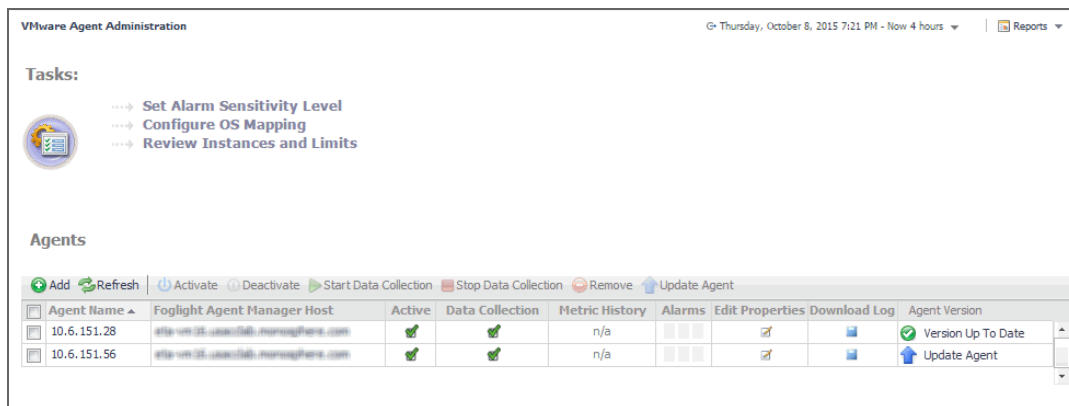 VMware Agent Administration
Thursday, October 8, 2015 7:21 PM - Now 4 hours
Reports
Tasks:
Set Alarm Sensitivity Level
Configure OS Mapping
Review Instances and Limits
Agents
Add Refresh Activate Deactivate Start Data Collection Stop Data Collection Remove Update Agent
Agent Name Foglight Agent Manager Host Active Data Collection Metric History Alarms Edit Properties Download Log Agent Version
10.6.151.28 n/a Version Up To Date
10.6.151.56 n/a Update Agent